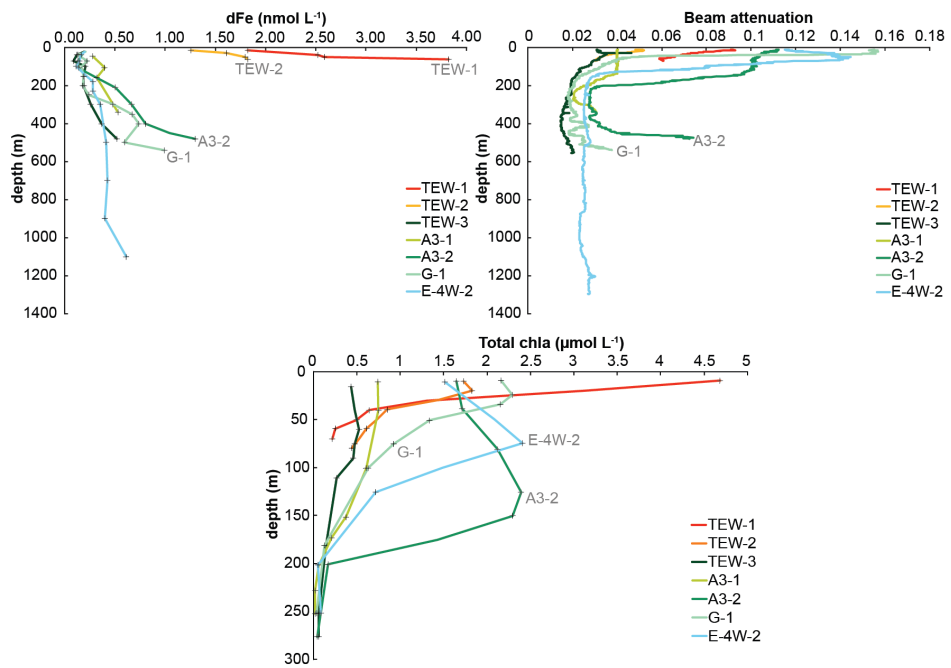 dFe (nmol L⁻¹)
0.00 0.50 1.00 1.50 2.00 2.50 3.00 3.50 4.00
0
200
400
600
800
1000
1200
1400
depth (m)
TEW-2
TEW-1
A3-2
G-1
TEW-1
TEW-2
TEW-3
A3-1
A3-2
G-1
E-4W-2
Beam attenuation
0 0.02 0.04 0.06 0.08 0.10 0.12 0.14 0.16 0.18
0
200
400
600
800
1000
1200
1400
depth (m)
A3-2
G-1
TEW-1
TEW-2
TEW-3
A3-1
A3-2
G-1
E-4W-2
Total chla (μmol L⁻¹)
0 0.5 1 1.5 2 2.5 3 3.5 4 4.5 5
0
50
100
150
200
250
300
depth (m)
E-4W-2
G-1
A3-2
TEW-1
TEW-2
TEW-3
A3-1
A3-2
G-1
E-4W-2